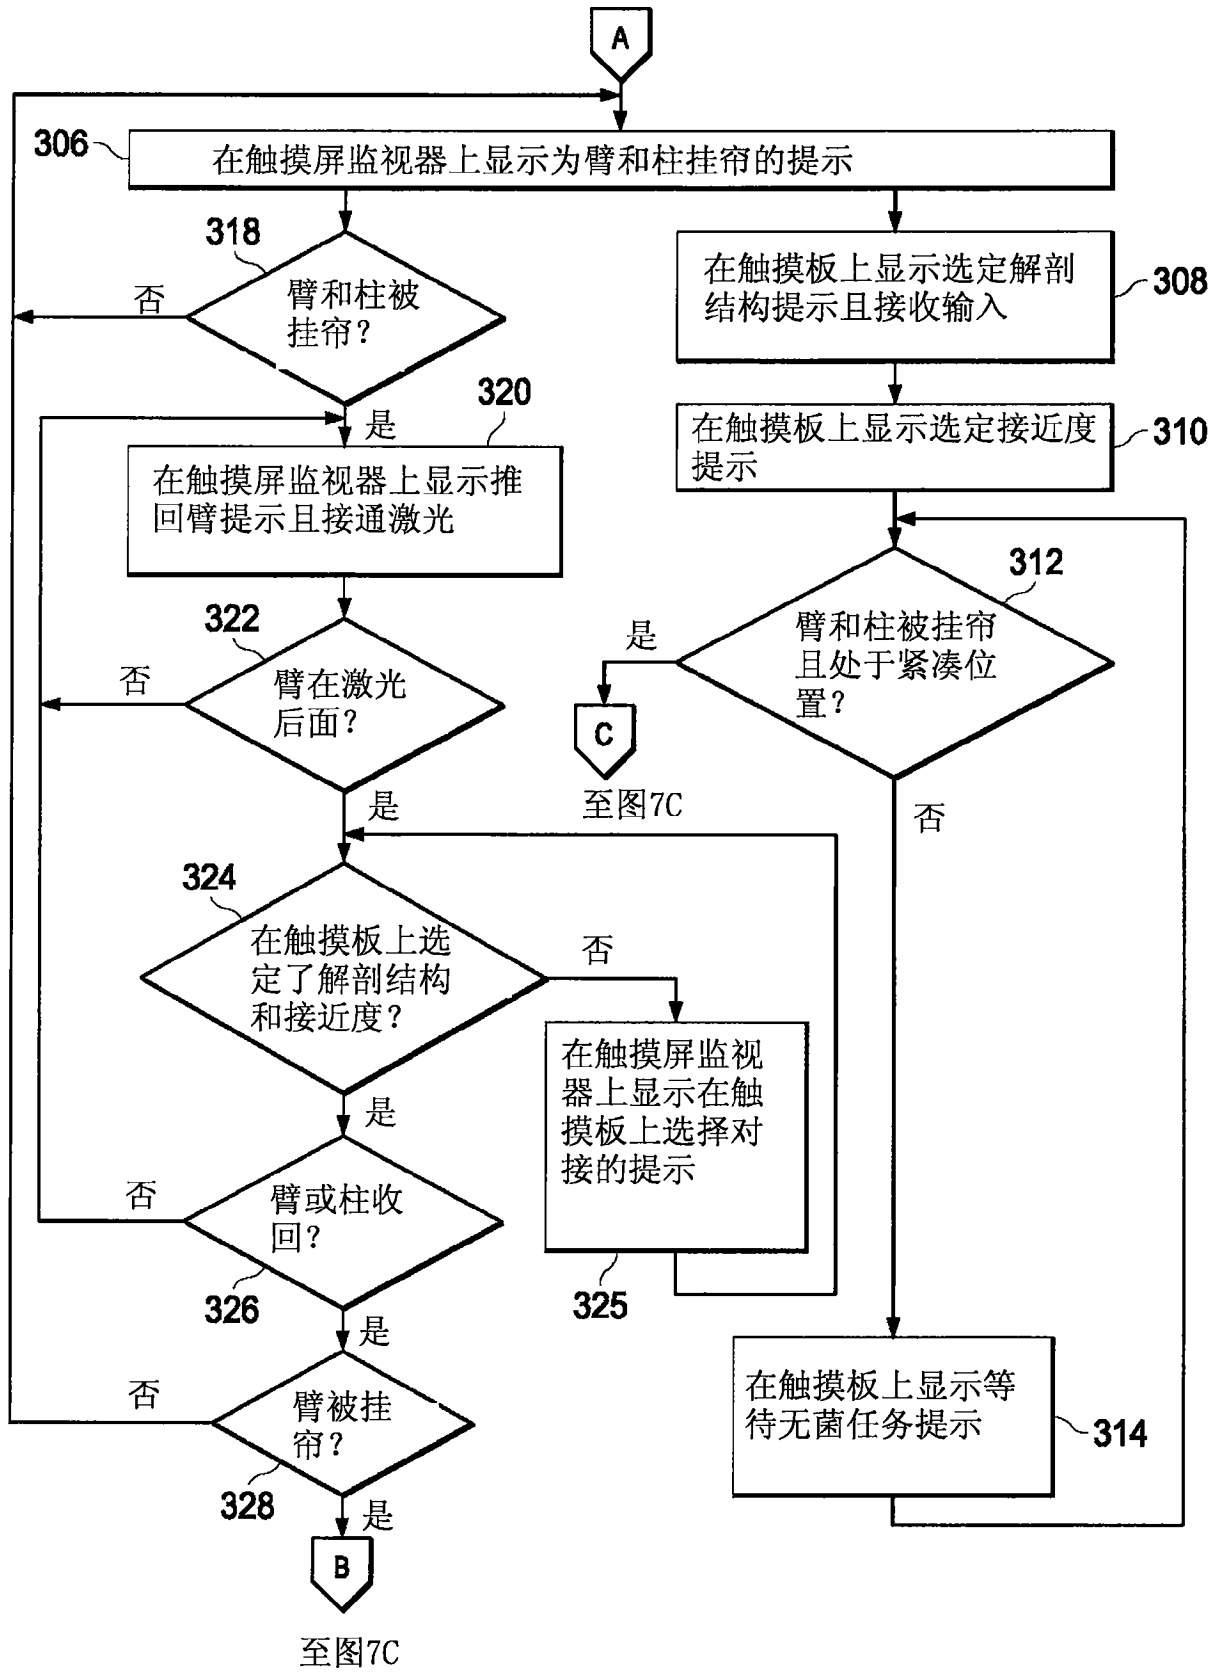 A
306
在触摸屏监视器上显示为臂和柱挂帘的提示
318
臂和柱被
挂帘?
否
是
308
在触摸板上显示选定解剖
结构提示且接收输入
310
在触摸板上显示选定接近度
提示
320
在触摸屏监视器上显示推
回臂提示且接通激光
312
臂和柱被挂帘
且处于紧凑位
置?
是
C
至图7C
否
322
臂在激光
后面?
否
是
324
在触摸板上选
定了解剖结构
和接近度?
否
是
在触摸屏监视
器上显示在触
摸板上选择对
接的提示
325
臂或柱收
回?
否
326
是
314
在触摸板上显示等
待无菌任务提示
臂被挂
帘?
否
328
是
B
至图7C